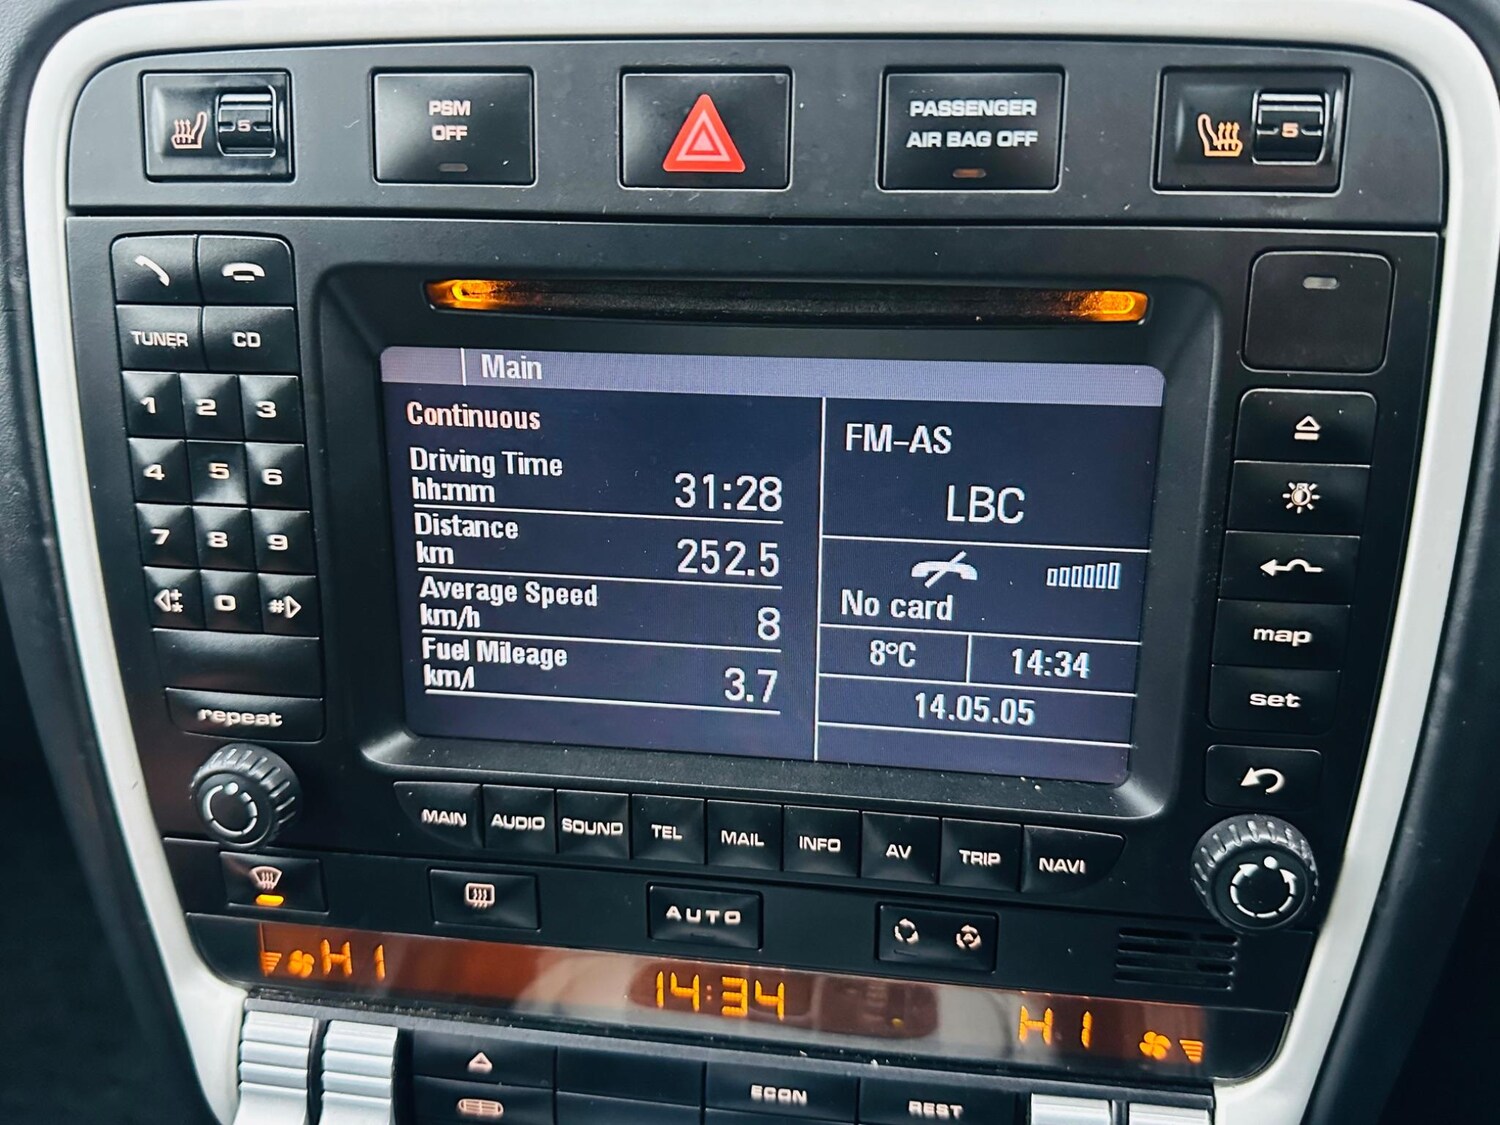 5
PSM
OFF
PASSENGER
AIR BAG OFF
5
TUNER
CD
1
2
3
4
5
6
7
8
9
*
0
#
repeat
Main
Continuous
Driving Time
hh:mm
31:28
Distance
km
252.5
Average Speed
km/h
8
Fuel Mileage
km/l
3.7
FM-AS
LBC
No card
8°C
14:34
14.05.05
map
set
MAIN
AUDIO
SOUND
TEL
MAIL
INFO
AV
TRIP
NAVI
AUTO
A
HI
14:34
HI
ECON
REST